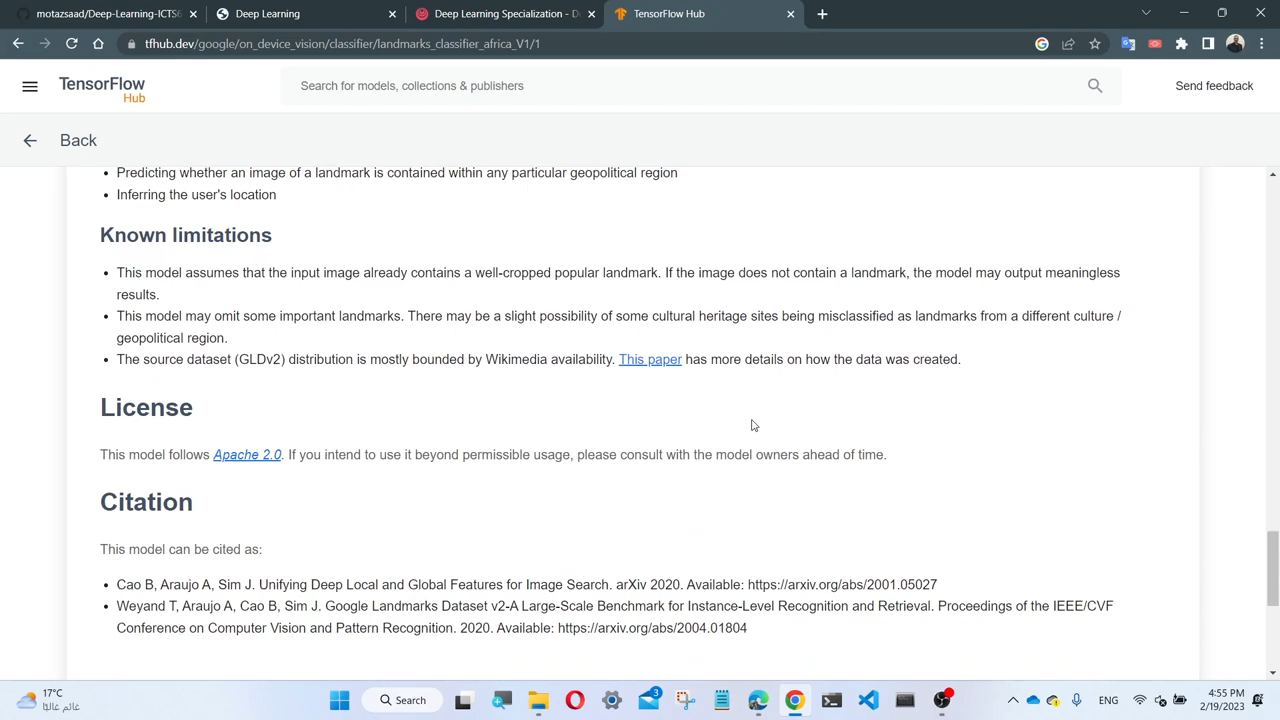 motazsaad/Deep-Learning-ICTS6
Deep Learning
Deep Learning Specialization - De
TensorFlow Hub
tfhub.dev/google/on_device_vision/classifier/landmarks_classifier_africa_V1/1
TensorFlow
Hub
Search for models, collections & publishers
Send feedback
Back
Predicting whether an image of a landmark is contained within any particular geopolitical region
Inferring the user's location
Known limitations
This model assumes that the input image already contains a well-cropped popular landmark. If the image does not contain a landmark, the model may output meaningless
results.
This model may omit some important landmarks. There may be a slight possibility of some cultural heritage sites being misclassified as landmarks from a different culture /
geopolitical region.
The source dataset (GLDv2) distribution is mostly bounded by Wikimedia availability. This paper has more details on how the data was created.
License
This model follows Apache 2.0. If you intend to use it beyond permissible usage, please consult with the model owners ahead of time.
Citation
This model can be cited as:
Cao B, Araujo A, Sim J. Unifying Deep Local and Global Features for Image Search. arXiv 2020. Available: https://arxiv.org/abs/2001.05027
Weyand T, Araujo A, Cao B, Sim J. Google Landmarks Dataset v2-A Large-Scale Benchmark for Instance-Level Recognition and Retrieval. Proceedings of the IEEE/CVF
Conference on Computer Vision and Pattern Recognition. 2020. Available: https://arxiv.org/abs/2004.01804
17°C
غائم غالبًا
Search
3
ENG
4:55 PM
2/19/2023